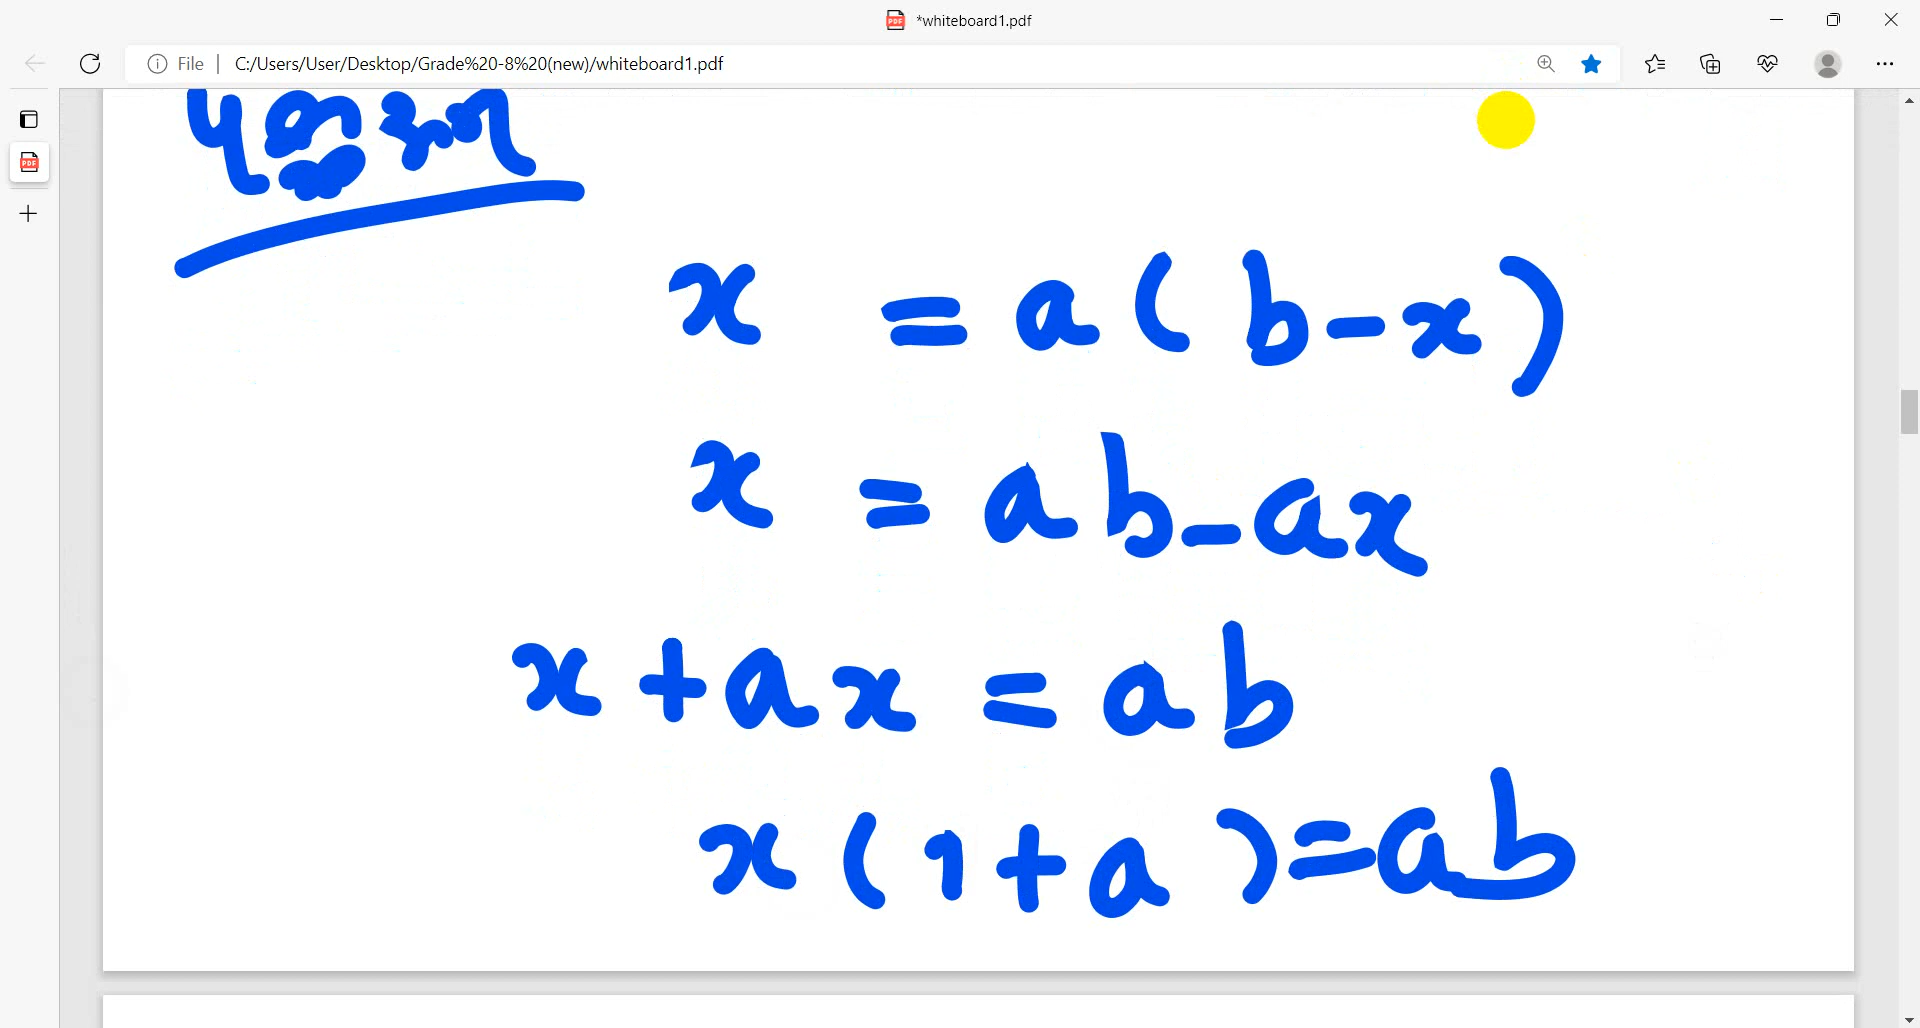 *whiteboard1.pdf
File C:/Users/User/Desktop/Grade%20-8%20(new)/whiteboard1.pdf
x = a ( b - x )
x = ab - ax
x + ax = ab
x ( 1 + a ) = ab